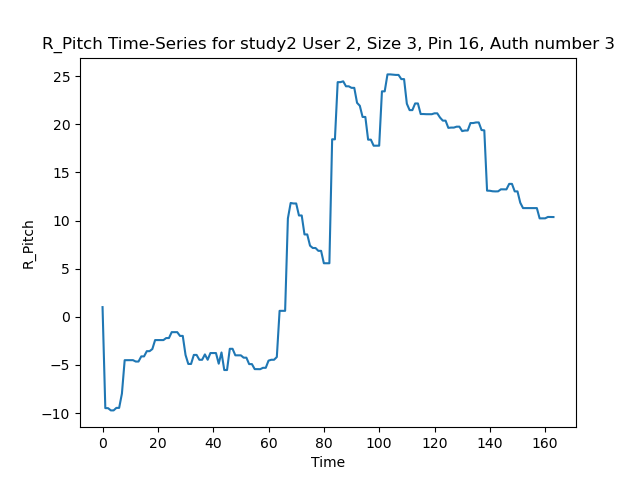 R_Pitch Time-Series for study2 User 2, Size 3, Pin 16, Auth number 3
25
20
15
10
5
0
−5
−10
R_Pitch
0 20 40 60 80 100 120 140 160
Time